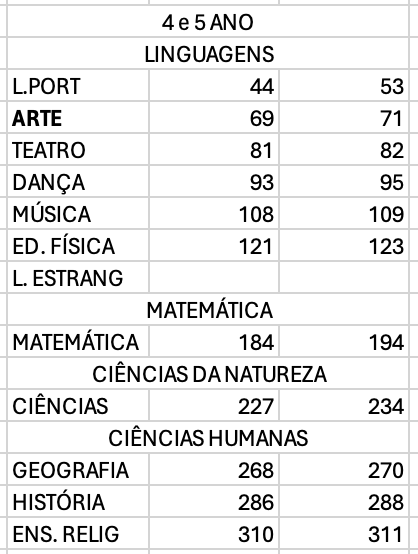 4 e 5 ANO
LINGUAGENS
L.PORT 44 53
ARTE 69 71
TEATRO 81 82
DANÇA 93 95
MÚSICA 108 109
ED. FÍSICA 121 123
L. ESTRANG
MATEMÁTICA
MATEMÁTICA 184 194
CIÊNCIAS DA NATUREZA
CIÊNCIAS 227 234
CIÊNCIAS HUMANAS
GEOGRAFIA 268 270
HISTÓRIA 286 288
ENS. RELIG 310 311